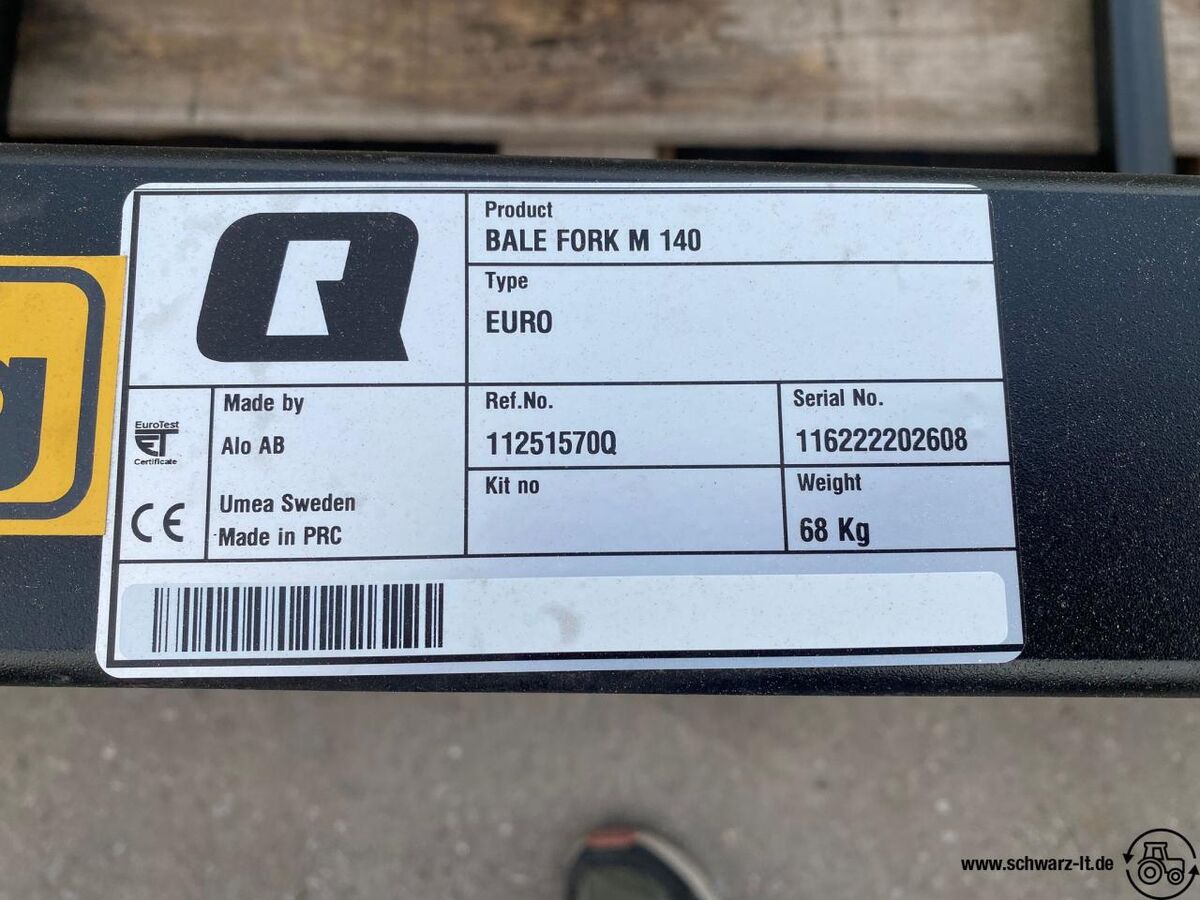 Product
BALE FORK M 140
Type
EURO
EuroTest
ET
Certificate
CE
Made by
Alo AB
Umea Sweden
Made in PRC
Ref.No.
11251570Q
Serial No.
116222202608
Kit no
Weight
68 Kg
www.schwarz-lt.de